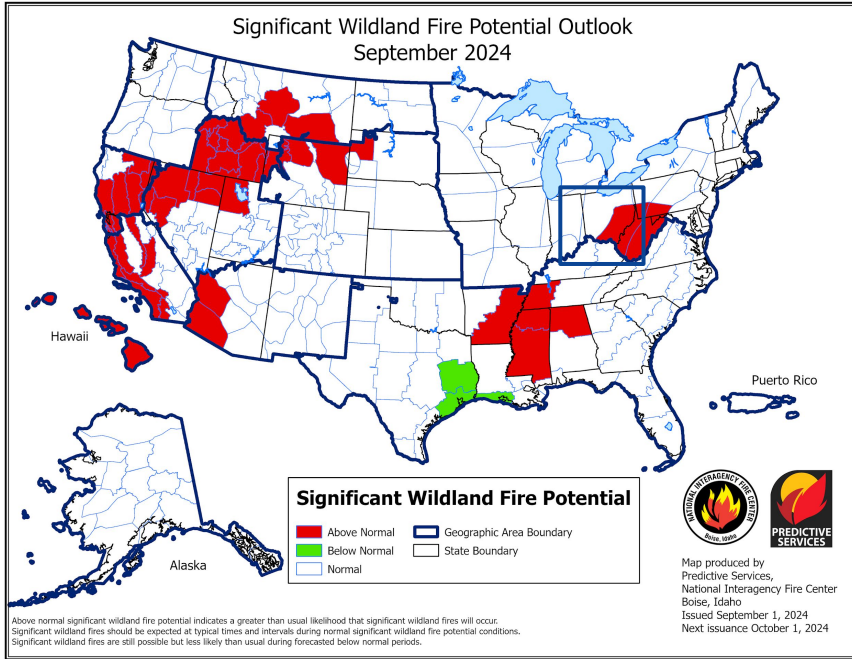 Significant Wildland Fire Potential Outlook
September 2024
Hawaii
Puerto Rico
Alaska
Significant Wildland Fire Potential
Above Normal
Geographic Area Boundary
Below Normal
State Boundary
Normal
NATIONAL INTERAGENCY FIRE CENTER
Boise, Idaho
PREDICTIVE
SERVICES
Map produced by
Predictive Services,
National Interagency Fire Center
Boise, Idaho
Issued September 1, 2024
Next issuance October 1, 2024
Above normal significant wildland fire potential indicates a greater than usual likelihood that significant wildland fires will occur.
Significant wildland fires should be expected at typical times and intervals during normal significant wildland fire potential conditions.
Significant wildland fires are still possible but less likely than usual during forecasted below normal periods.